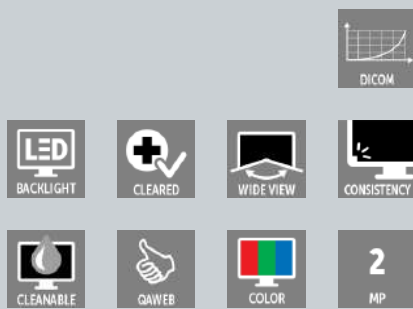 DICOM
LED
BACKLIGHT
CLEARED
WIDE VIEW
CONSISTENCY
CLEANABLE
QAWEB
COLOR
2
MP